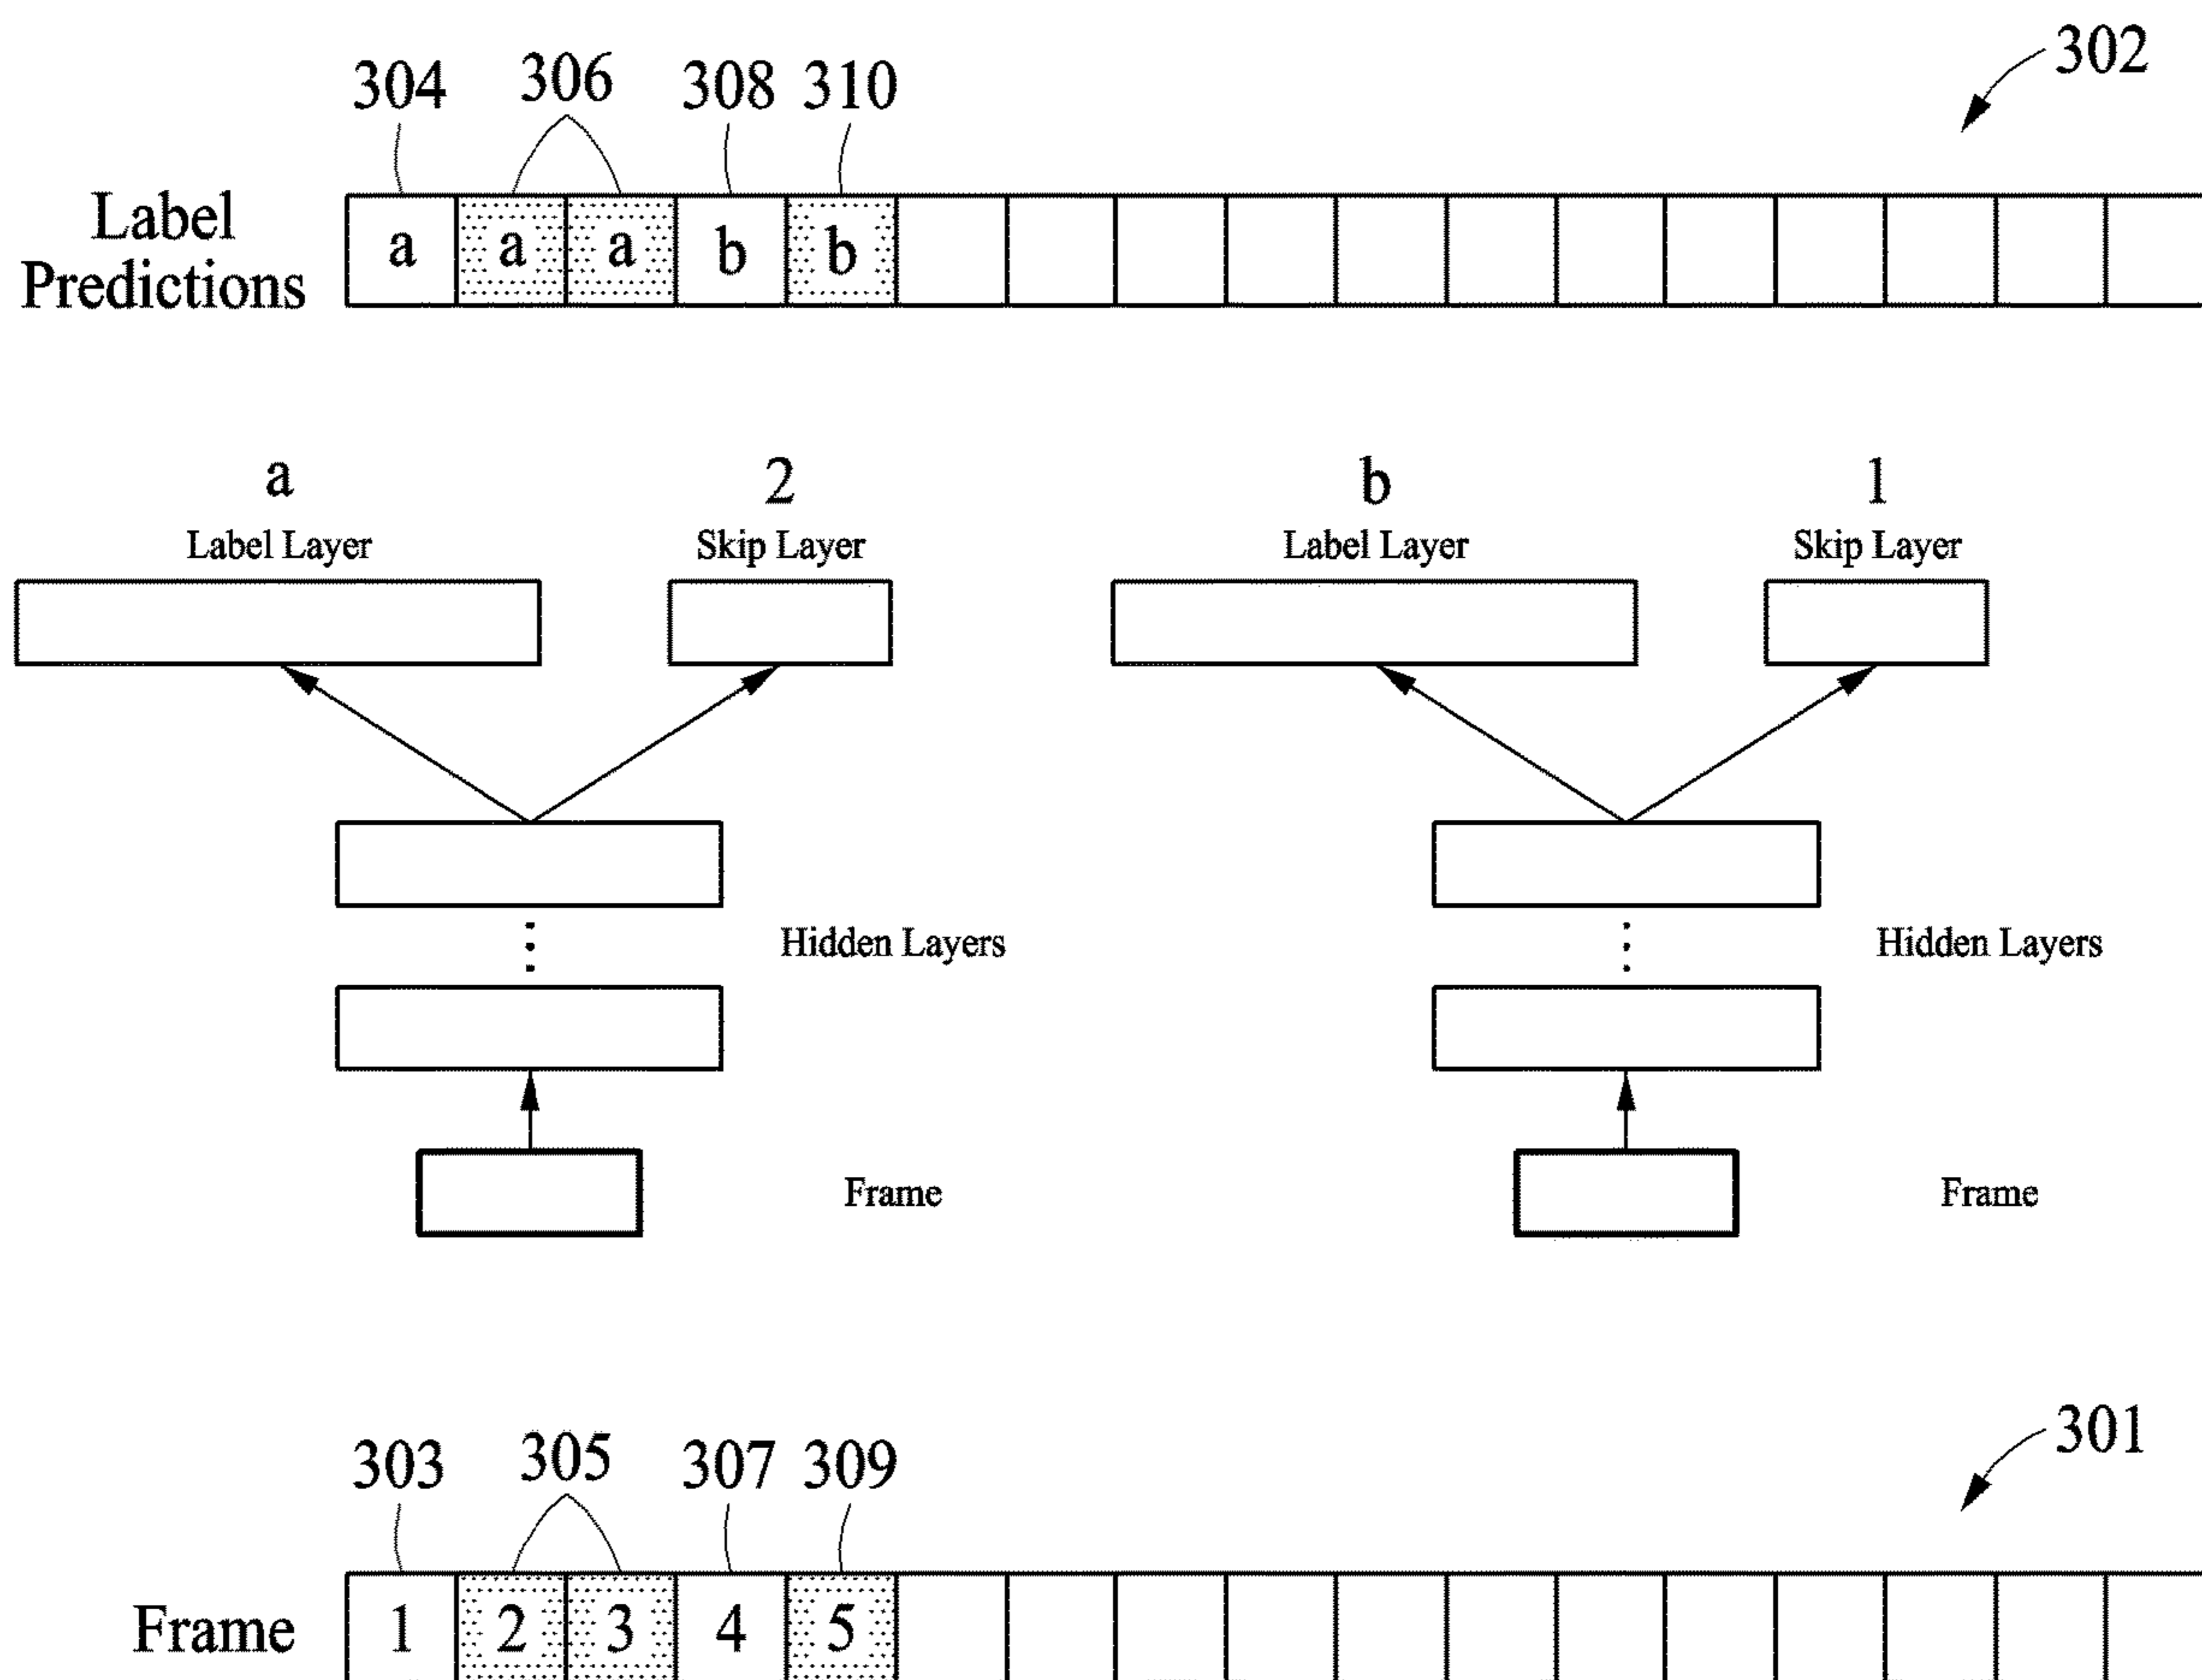 302
304 306 308 310
Label
Predictions
a a a b b
a 2 b 1
Label Layer Skip Layer Label Layer Skip Layer
Hidden Layers Hidden Layers
Frame Frame
301
303 305 307 309
Frame 1 2 3 4 5